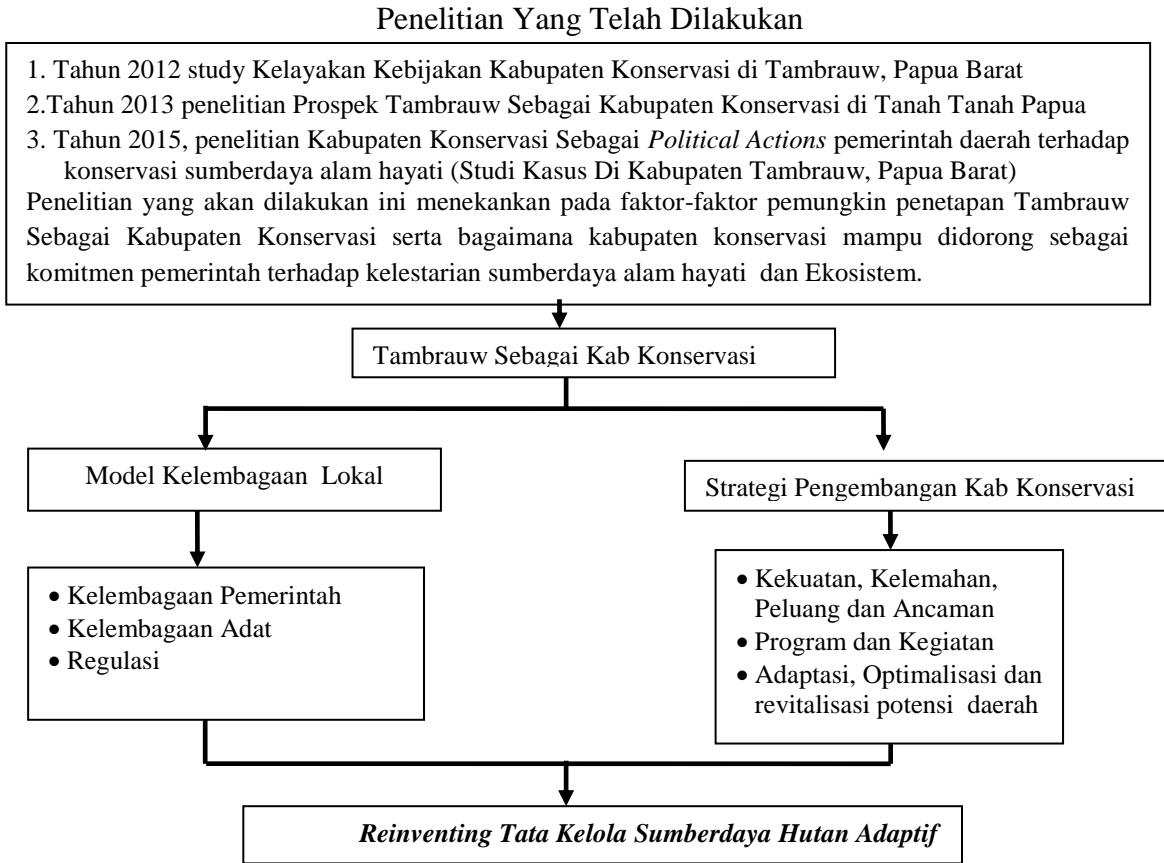 Penelitian Yang Telah Dilakukan
1. Tahun 2012 study Kelayakan Kebijakan Kabupaten Konservasi di Tambrauw, Papua Barat
2.Tahun 2013 penelitian Prospek Tambrauw Sebagai Kabupaten Konservasi di Tanah Tanah Papua
3. Tahun 2015, penelitian Kabupaten Konservasi Sebagai Political Actions pemerintah daerah terhadap
konservasi sumberdaya alam hayati (Studi Kasus Di Kabupaten Tambrauw, Papua Barat)
Penelitian yang akan dilakukan ini menekankan pada faktor-faktor pemungkin penetapan Tambrauw
Sebagai Kabupaten Konservasi serta bagaimana kabupaten konservasi mampu didorong sebagai
komitmen pemerintah terhadap kelestarian sumberdaya alam hayati dan Ekosistem.
Tambrauw Sebagai Kab Konservasi
Model Kelembagaan Lokal
Strategi Pengembangan Kab Konservasi
• Kelembagaan Pemerintah
• Kelembagaan Adat
• Regulasi
• Kekuatan, Kelemahan,
Peluang dan Ancaman
• Program dan Kegiatan
• Adaptasi, Optimalisasi dan
revitalisasi potensi daerah
Reinventing Tata Kelola Sumberdaya Hutan Adaptif